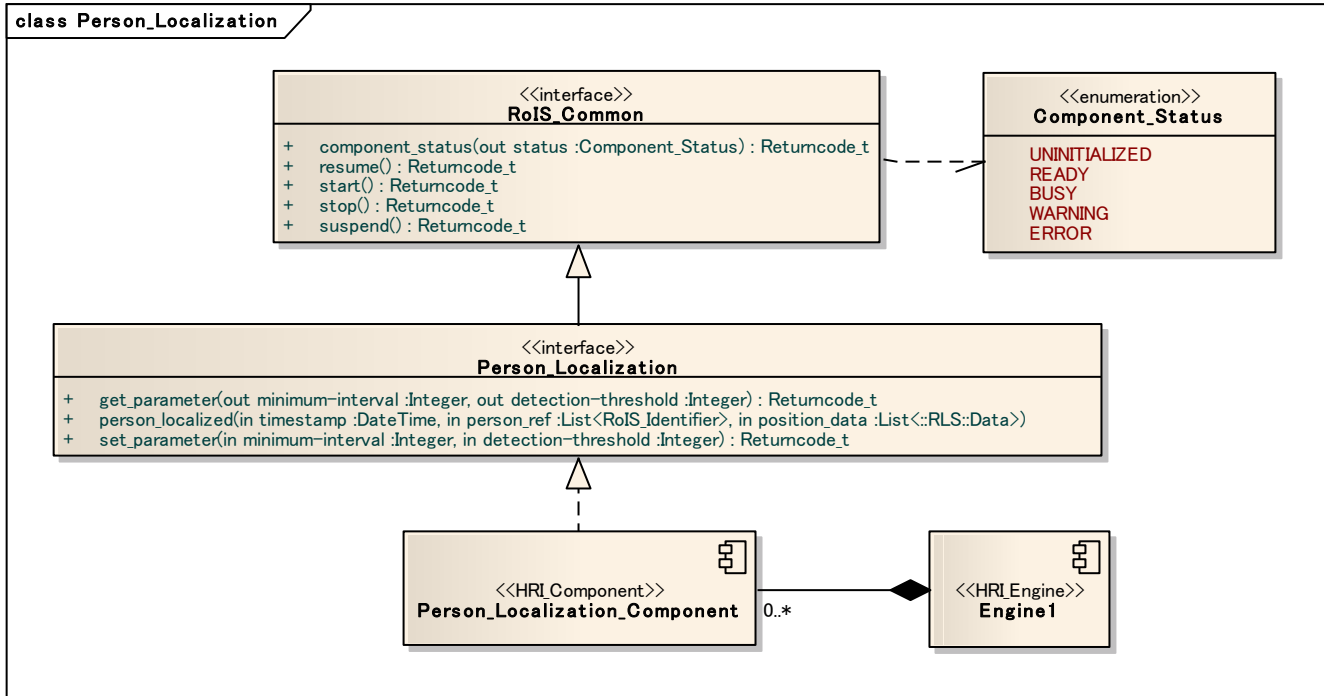 class Person_Localization
<<interface>>
RoIS_Common
+ component_status(out status :Component_Status) : Returncode_t
+ resume() : Returncode_t
+ start() : Returncode_t
+ stop() : Returncode_t
+ suspend() : Returncode_t
<<enumeration>>
Component_Status
UNINITIALIZED
READY
BUSY
WARNING
ERROR
<<interface>>
Person_Localization
+ get_parameter(out minimum-interval :Integer, out detection-threshold :Integer) : Returncode_t
+ person_localized(in timestamp :DateTime, in person_ref :List<RoIS_Identifier>, in position_data :List<::RLS::Data>)
+ set_parameter(in minimum-interval :Integer, in detection-threshold :Integer) : Returncode_t
<<HRI_Component>>
Person_Localization_Component
0..*
<<HRI_Engine>>
Engine1